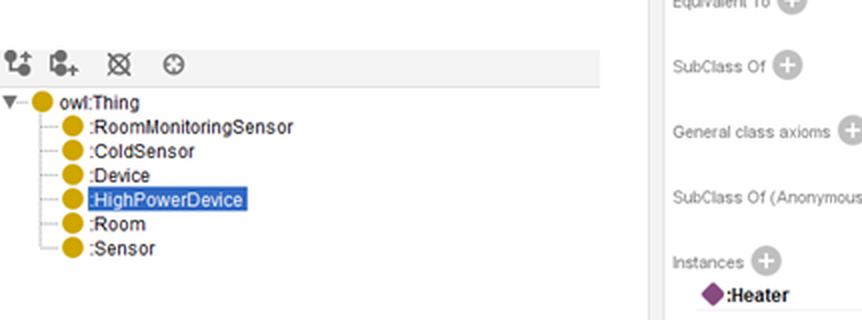 owl:Thing
:RoomMonitoringSensor
:ColdSensor
:Device
:HighPowerDevice
:Room
:Sensor
Equivalent To
SubClass Of
General class axioms
SubClass Of (Anonymous
Instances
:Heater